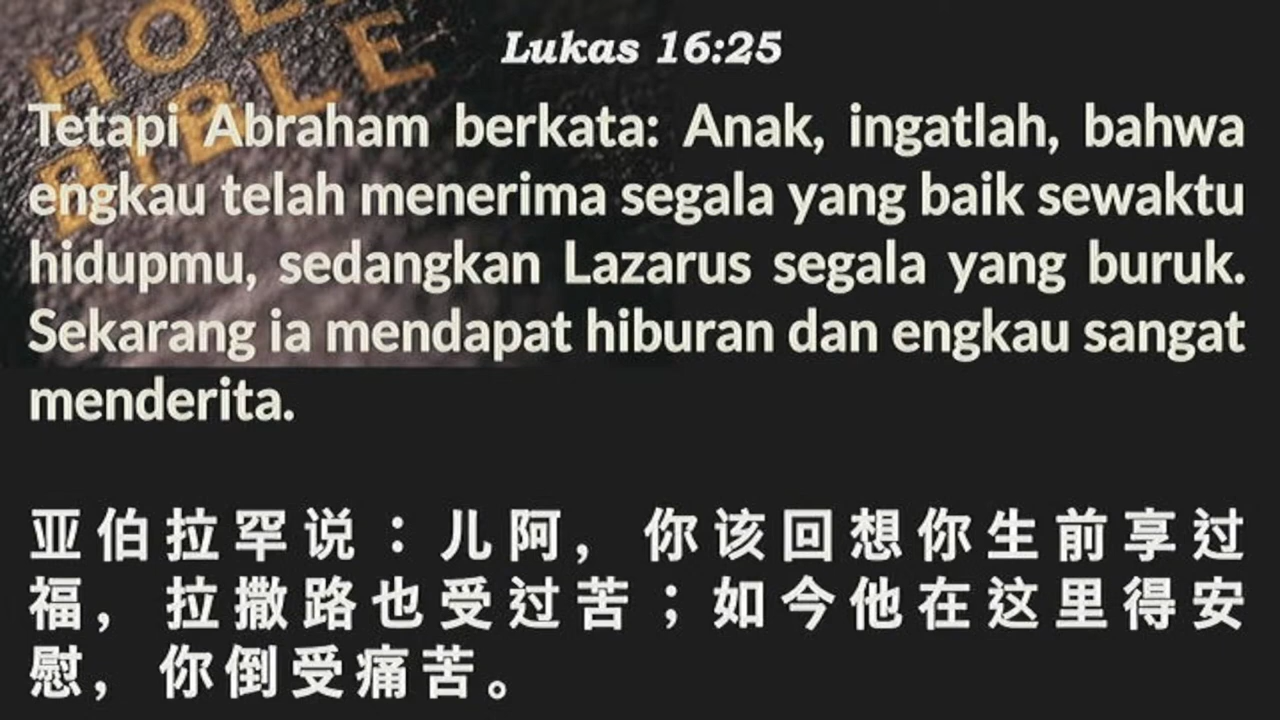 HOLY
BIBLE
Lukas 16:25
Tetapi Abraham berkata: Anak, ingatlah, bahwa
engkau telah menerima segala yang baik sewaktu
hidupmu, sedangkan Lazarus segala yang buruk.
Sekarang ia mendapat hiburan dan engkau sangat
menderita.
亚伯拉罕说：儿阿，你该回想你生前享过
福，拉撒路也受过苦；如今他在这里得安
慰，你倒受痛苦。